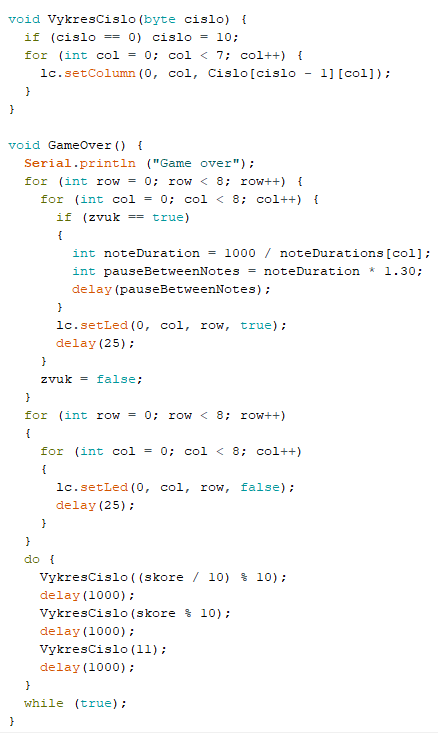 void VykresCislo(byte cislo) {
  if (cislo == 0) cislo = 10;
  for (int col = 0; col < 7; col++) {
    lc.setColumn(0, col, Cislo[cislo - 1][col]);
  }
}

void GameOver() {
  Serial.println ("Game over");
  for (int row = 0; row < 8; row++) {
    for (int col = 0; col < 8; col++) {
      if (zvuk == true)
      {
        int noteDuration = 1000 / noteDurations[col];
        int pauseBetweenNotes = noteDuration * 1.30;
        delay(pauseBetweenNotes);
      }
      lc.setLed(0, col, row, true);
      delay(25);
    }
    zvuk = false;
  }
  for (int row = 0; row < 8; row++)
  {
    for (int col = 0; col < 8; col++)
    {
      lc.setLed(0, col, row, false);
      delay(25);
    }
  }
  do {
    VykresCislo((skore / 10) % 10);
    delay(1000);
    VykresCislo(skore % 10);
    delay(1000);
    VykresCislo(11);
    delay(1000);
  }
  while (true);
}